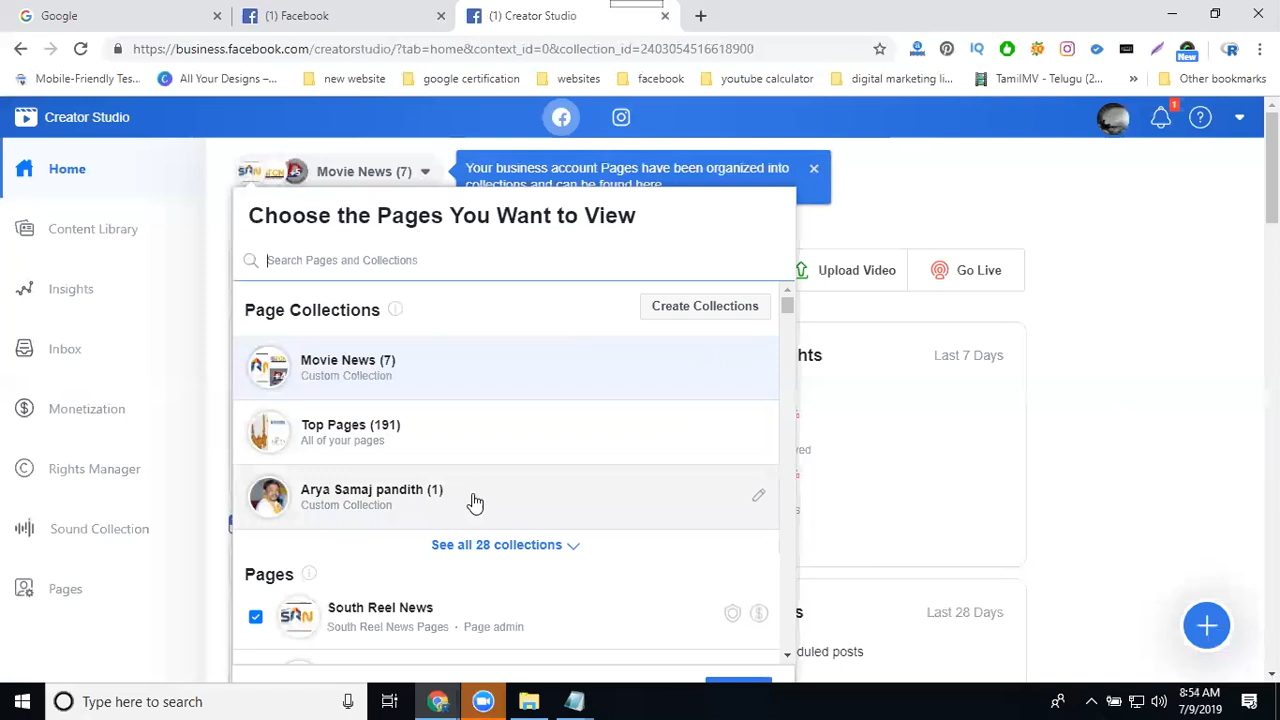 Google
(1) Facebook
(1) Creator Studio
https://business.facebook.com/creatorstudio/?tab=home&context_id=0&collection_id=2403054516618900
New
Mobile-Friendly Tes...
All Your Designs –...
new website
google certification
websites
facebook
youtube calculator
digital marketing li...
TamilMV - Telugu (2...
Other bookmarks
Creator Studio
1
Home
Content Library
Insights
Inbox
Monetization
Rights Manager
Sound Collection
Pages
Movie News (7)
Your business account Pages have been organized into
collections and can be found here
Choose the Pages You Want to View
Search Pages and Collections
Page Collections
Create Collections
Movie News (7)
Custom Collection
Top Pages (191)
All of your pages
Arya Samaj pandith (1)
Custom Collection
See all 28 collections
Pages
South Reel News
South Reel News Pages • Page admin
Upload Video
Go Live
hts
Last 7 Days
ved
s
Last 28 Days
duled posts
Type here to search
8:54 AM
7/9/2019